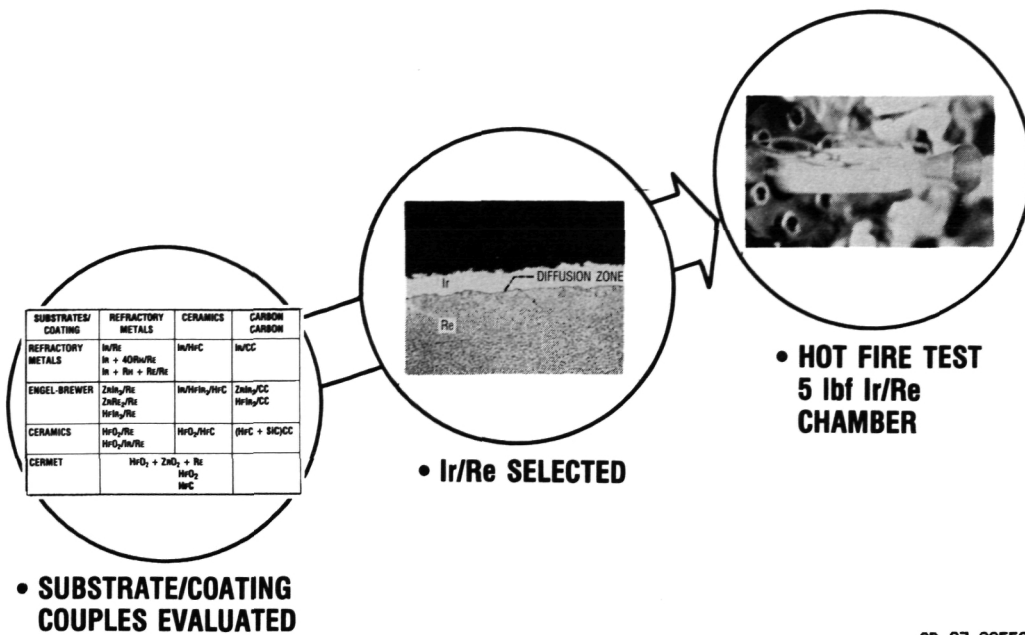 SUBSTRATES/ REFRACTORY CERAMICS CARBON
COATING METALS CARBON
REFRACTORY IR/RE IR/HFC IR/CC
METALS IR + 40RH/RE
IR + RH + RE/RE
ENGEL-BREWER ZRIR₃/RE IR/HFIR₃/HFC ZRIR₃/CC
ZRRE₂/RE HFIR₃/CC
HFIR₃/RE
CERAMICS HFO₂/RE HFO₂/HFC (HFC + SIC)CC
HFO₂/IR/RE
CERMET HFO₂ + ZRO₂ + RE
HFO₂
HFC
• SUBSTRATE/COATING
COUPLES EVALUATED
Ir
DIFFUSION ZONE
Re
• Ir/Re SELECTED
• HOT FIRE TEST
5 lbf Ir/Re
CHAMBER